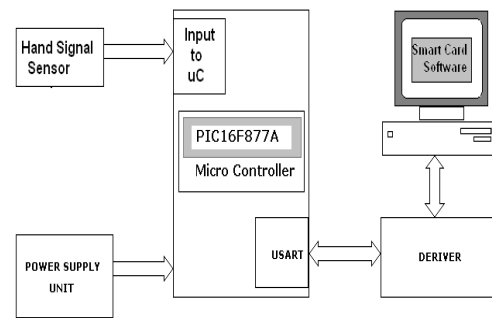 Hand Signal
Sensor
Input
to
uC
PIC16F877A
Micro Controller
Smart Card
Software
POWER SUPPLY
UNIT
USART
DERIVER